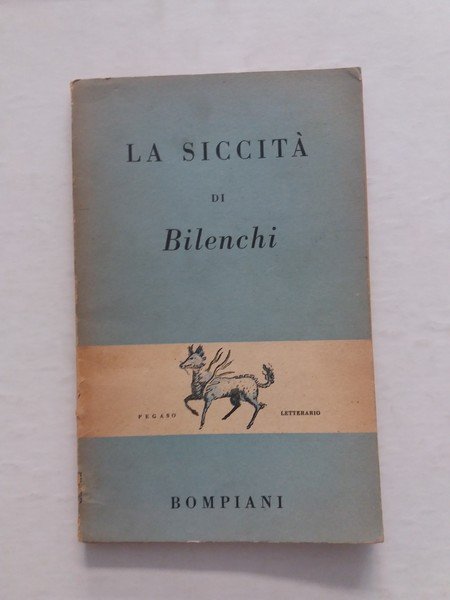 LA SICCITÀ
DI
Bilenchi
PEGASO LETTERARIO
BOMPIANI